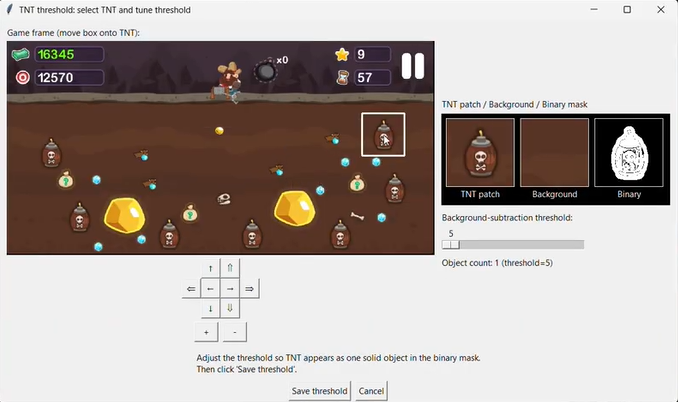 TNT threshold: select TNT and tune threshold
Game frame (move box onto TNT):
16345
x0
9
12570
57
TNT patch / Background / Binary mask
TNT patch Background Binary
Background-subtraction threshold:
5
Object count: 1 (threshold=5)
↑ ⇑
⇐ ← → ⇒
↓ ⇓
+ -
Adjust the threshold so TNT appears as one solid object in the binary mask.
Then click 'Save threshold'.
Save threshold Cancel